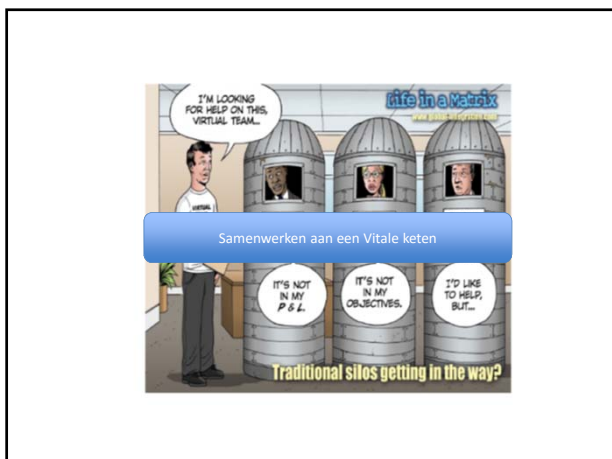 I'M LOOKING
FOR HELP ON THIS,
VIRTUAL TEAM...
Life in a Matrix
VIRTUAL
Samenwerken aan een Vitale keten
IT'S NOT
IN MY
P & L.
IT'S NOT
IN MY
OBJECTIVES.
I'D LIKE
TO HELP,
BUT...
Traditional silos getting in the way?